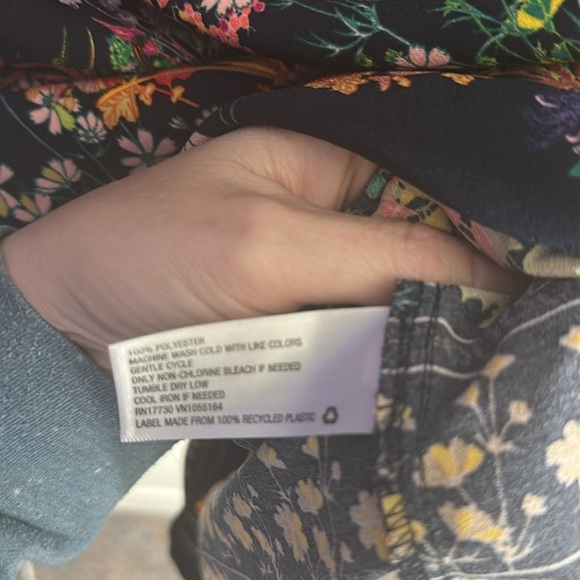 100% POLYESTER
MACHINE WASH COLD WITH LIKE COLORS
GENTLE CYCLE
ONLY NON-CHLORINE BLEACH IF NEEDED
TUMBLE DRY LOW
COOL IRON IF NEEDED
RN17730 VN1055164
LABEL MADE FROM 100% RECYCLED PLASTIC